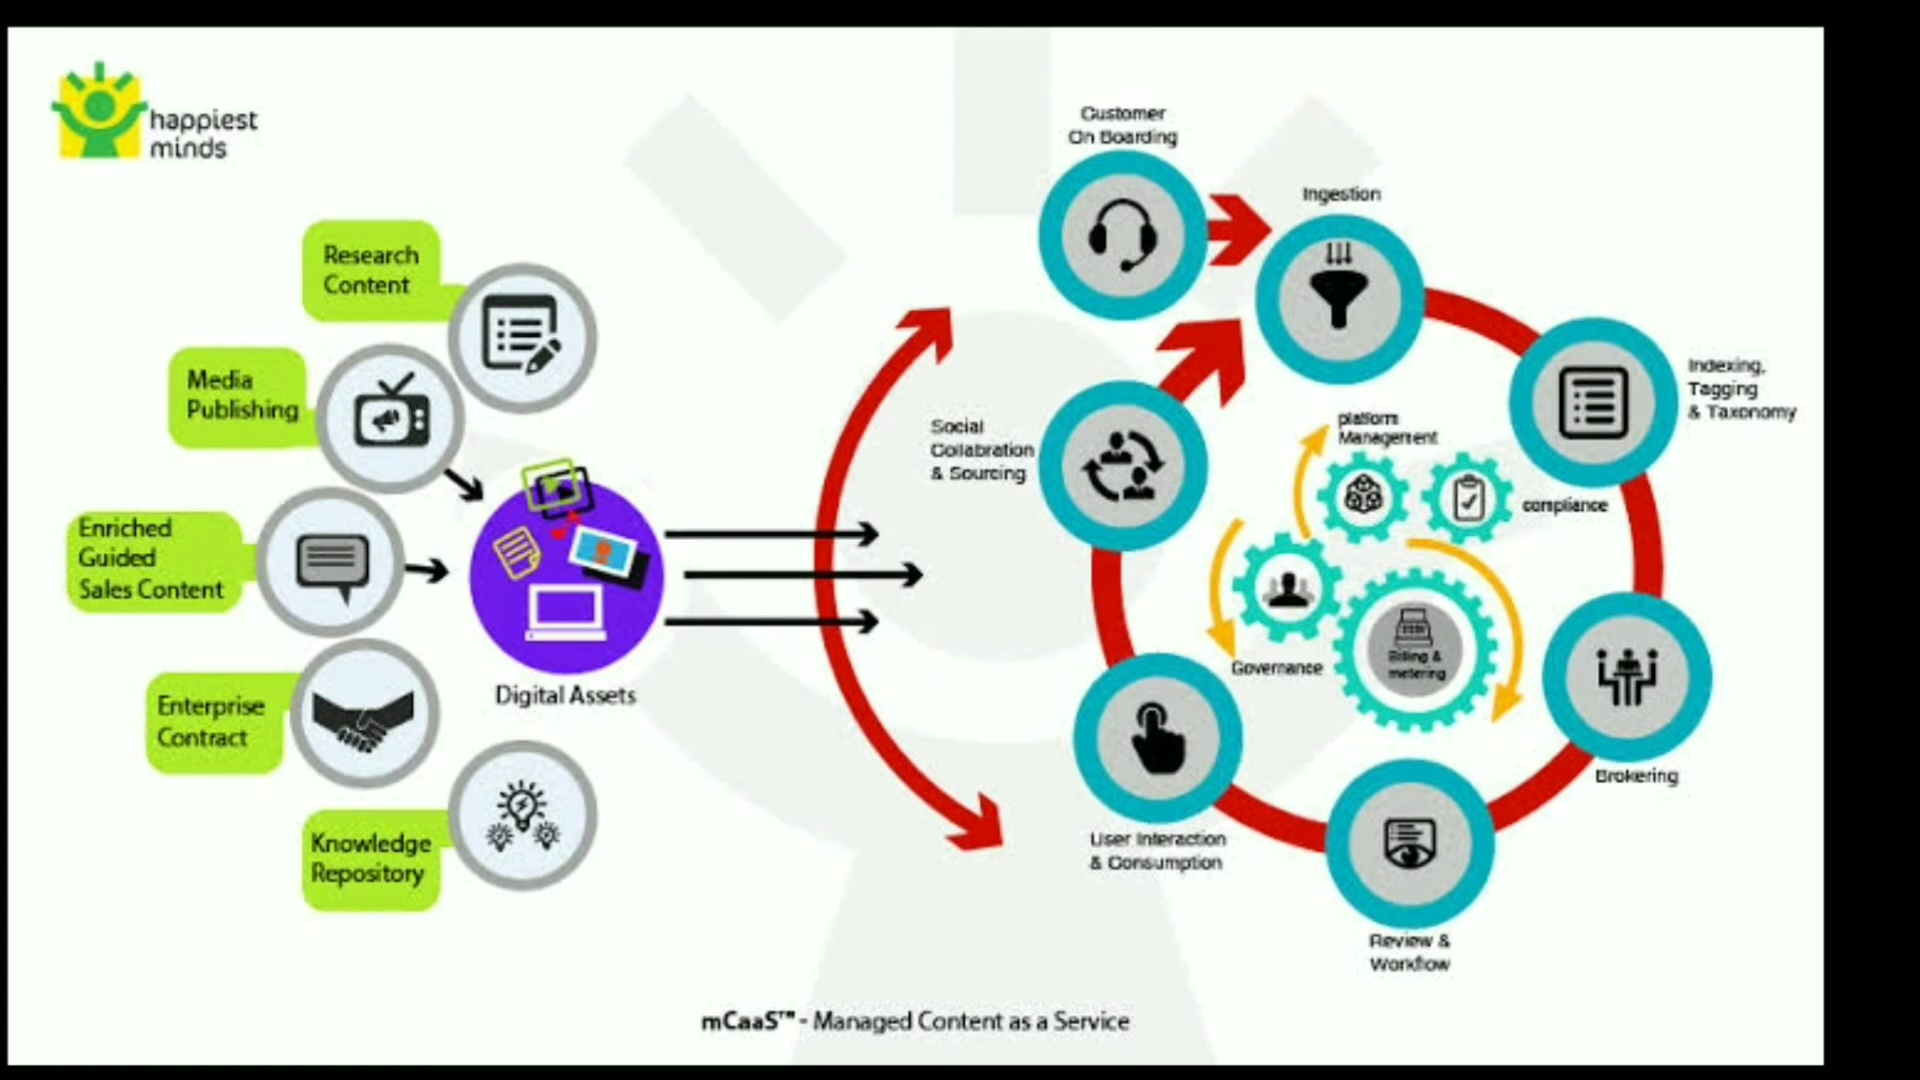 happiest
minds
Research
Content
Media
Publishing
Enriched
Guided
Sales Content
Enterprise
Contract
Knowledge
Repository
Digital Assets
Customer
On Boarding
Ingestion
Indexing,
Tagging
& Taxonomy
Social
Collabration
& Sourcing
platform
Management
compliance
Governance
Billing &
metering
Brokering
User Interaction
& Consumption
Review &
Workflow
mCaaS™ - Managed Content as a Service